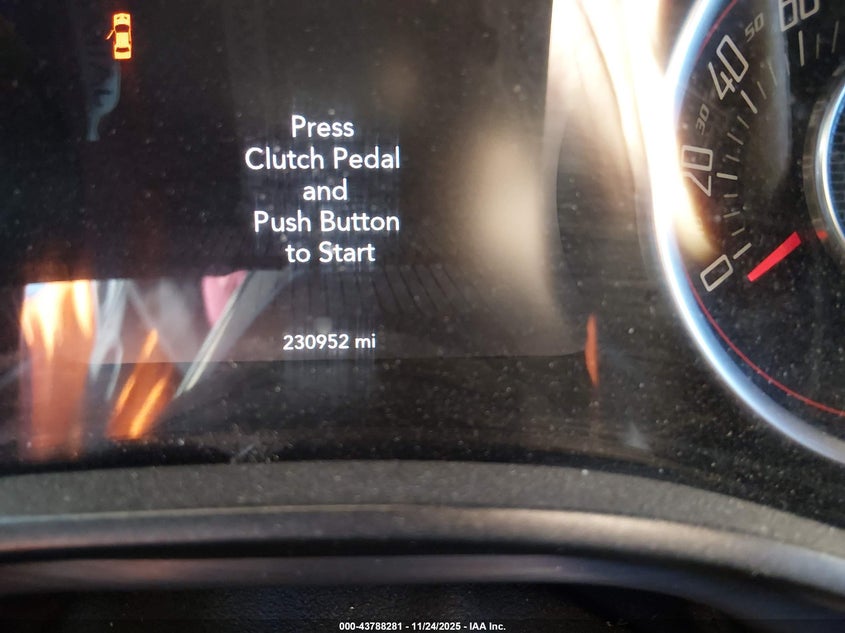 Press
Clutch Pedal
and
Push Button
to Start
230952 mi
0
20
30
40
50
60
000-43788281 - 11/24/2025 - IAA Inc.